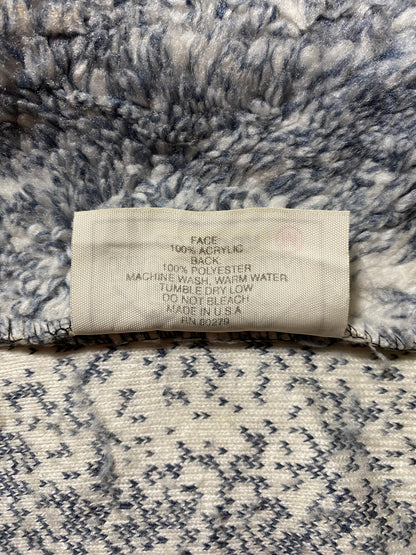 FACE
100% ACRYLIC
BACK
100% POLYESTER
MACHINE WASH, WARM WATER
TUMBLE DRY LOW
DO NOT BLEACH
MADE IN U.S.A
RN 80279